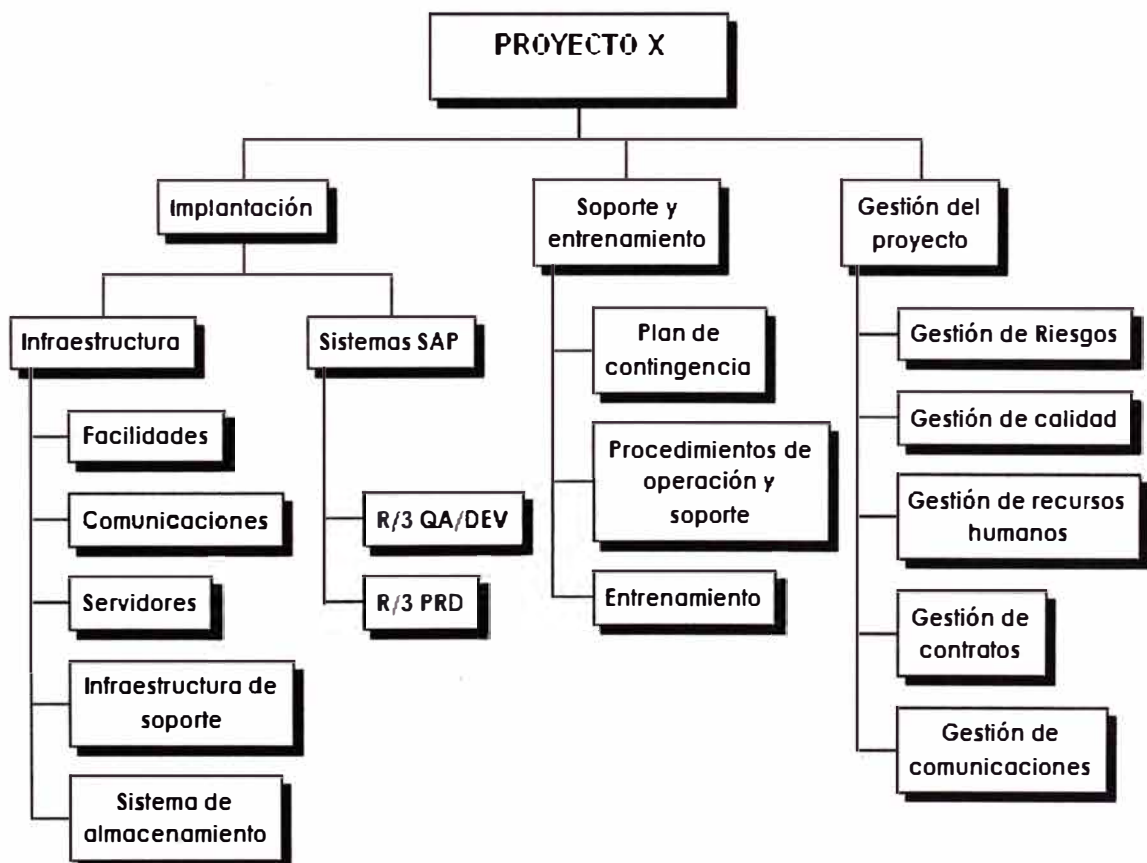 PROYECTO X
Implantación
Soporte y
entrenamiento
Gestión del
proyecto
Infraestructura
Sistemas SAP
Facilidades
Comunicaciones
Servidores
Infraestructura de
soporte
Sistema de
almacenamiento
R/3 QA/DEV
R/3 PRD
Plan de
contingencia
Procedimientos de
operación y
soporte
Entrenamiento
Gestión de Riesgos
Gestión de calidad
Gestión de recursos
humanos
Gestión de
contratos
Gestión de
comunicaciones